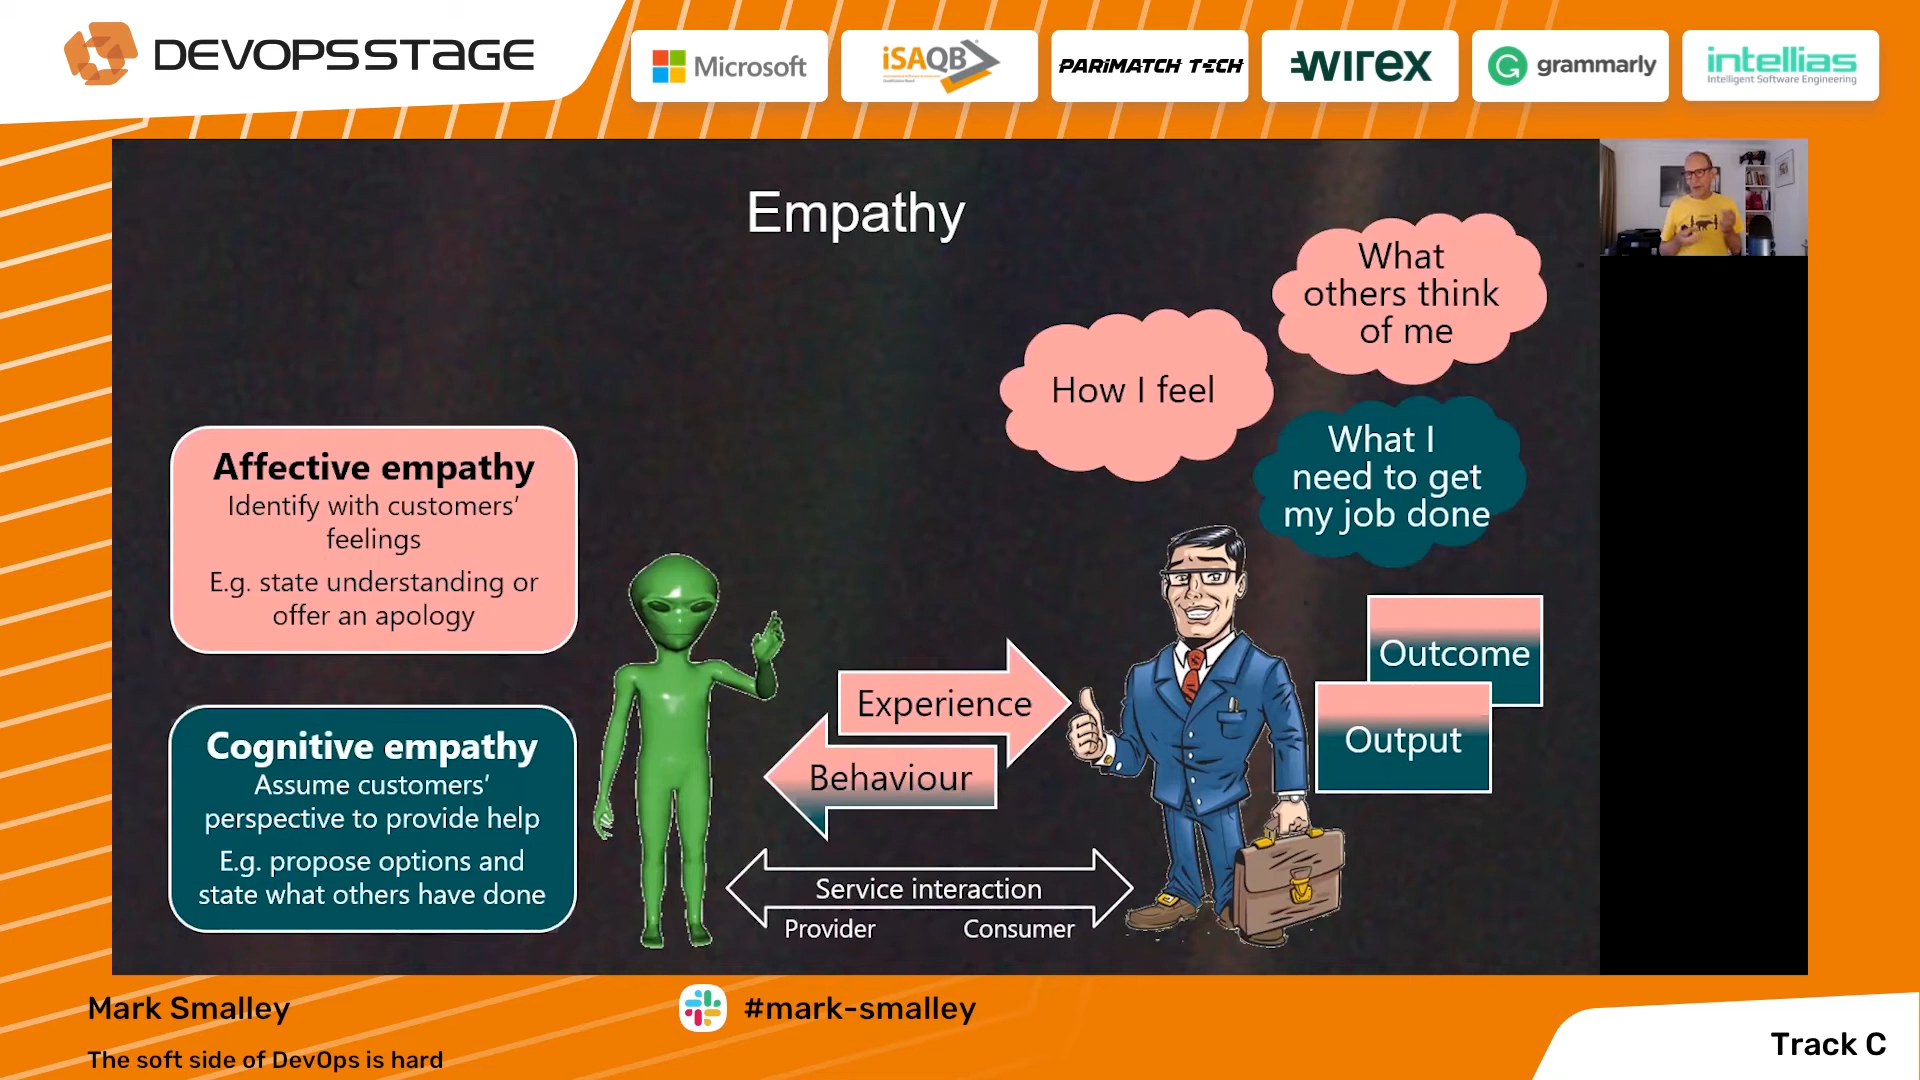 DEVOPSSTAGE
Microsoft
iSAQB
PARIMATCH TECH
WIREX
grammarly
intellias
Intelligent Software Engineering
Empathy
What
others think
of me
How I feel
What I
need to get
my job done
Affective empathy
Identify with customers’
feelings
E.g. state understanding or
offer an apology
Cognitive empathy
Assume customers’
perspective to provide help
E.g. propose options and
state what others have done
Experience
Behaviour
Service interaction
Provider
Consumer
Outcome
Output
Mark Smalley
#mark-smalley
The soft side of DevOps is hard
Track C